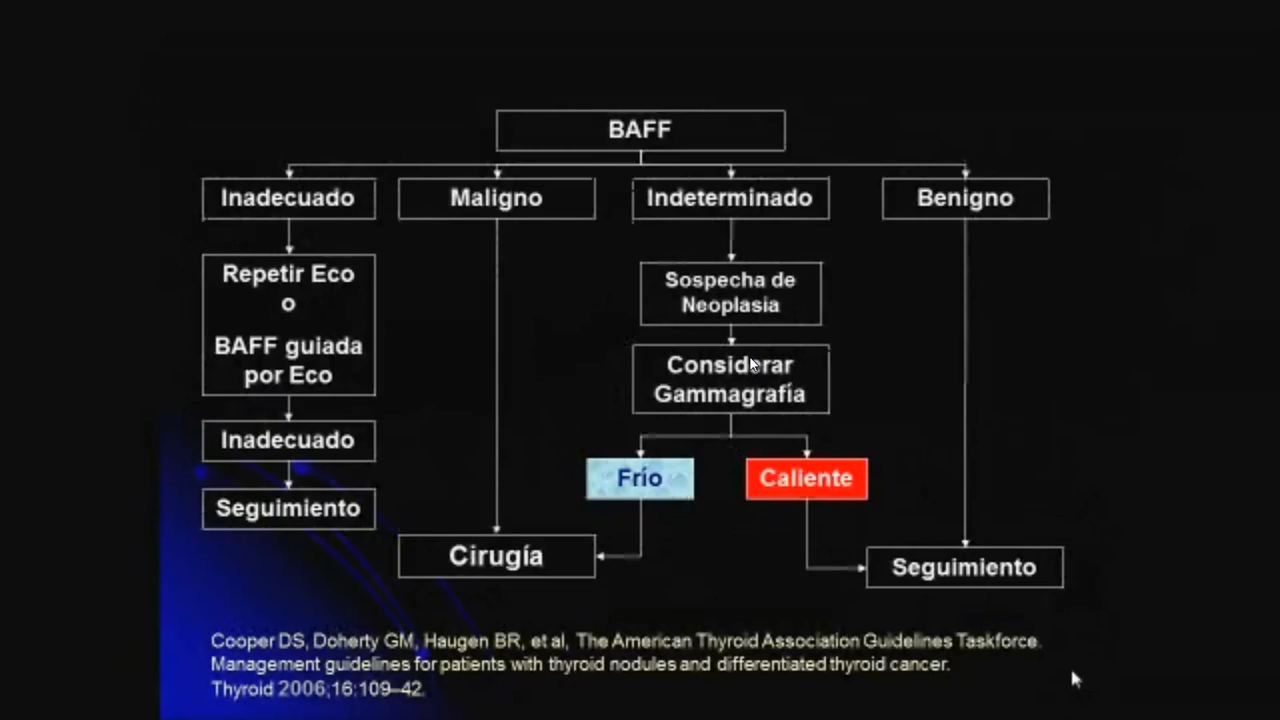 BAFF
Inadecuado
Maligno
Indeterminado
Benigno
Repetir Eco
o
BAFF guiada
por Eco
Sospecha de
Neoplasia
Considerar
Gammagrafía
Inadecuado
Frío
Caliente
Seguimiento
Cirugía
Seguimiento
Cooper DS, Doherty GM, Haugen BR, et al, The American Thyroid Association Guidelines Taskforce.
Management guidelines for patients with thyroid nodules and differentiated thyroid cancer.
Thyroid 2006;16:109–42.